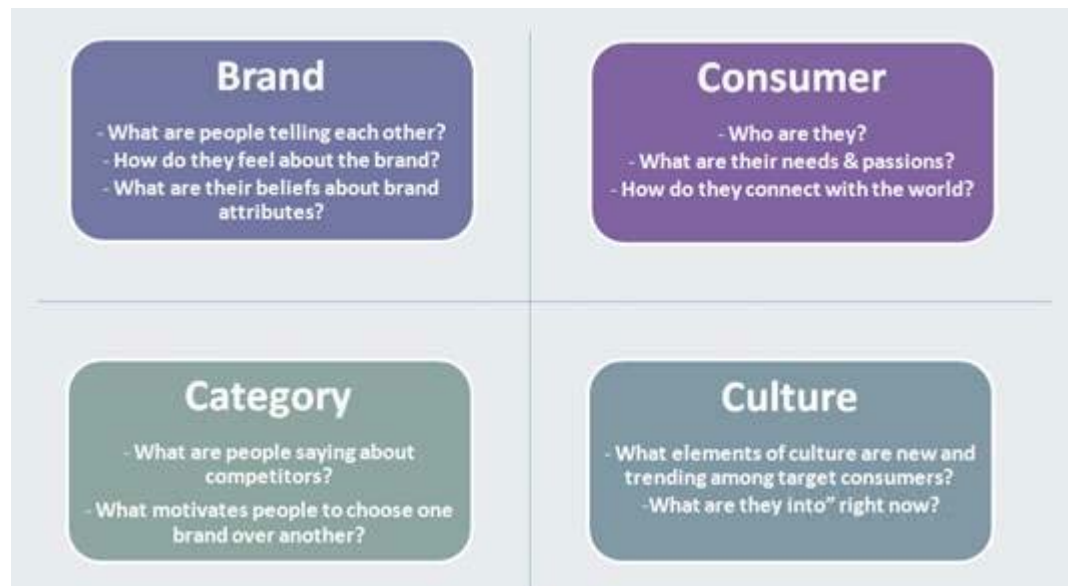 Brand
- What are people telling each other?
- How do they feel about the brand?
- What are their beliefs about brand
attributes?
Consumer
- Who are they?
- What are their needs & passions?
- How do they connect with the world?
Category
- What are people saying about
competitors?
- What motivates people to choose one
brand over another?
Culture
- What elements of culture are new and
trending among target consumers?
-What are they into” right now?